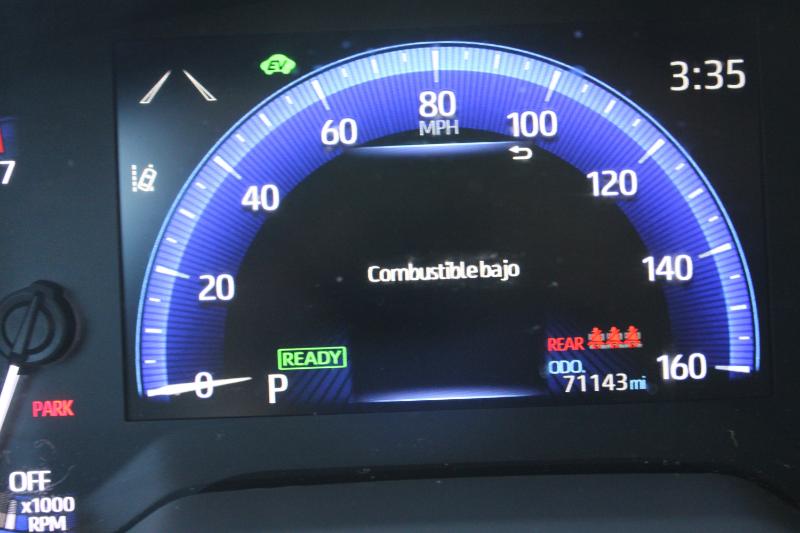 EV
3:35
80
MPH
60
100
40
120
7
20
140
Combustible bajo
READY
REAR
0
P
ODO.
71143 mi
160
PARK
OFF
x1000
RPM